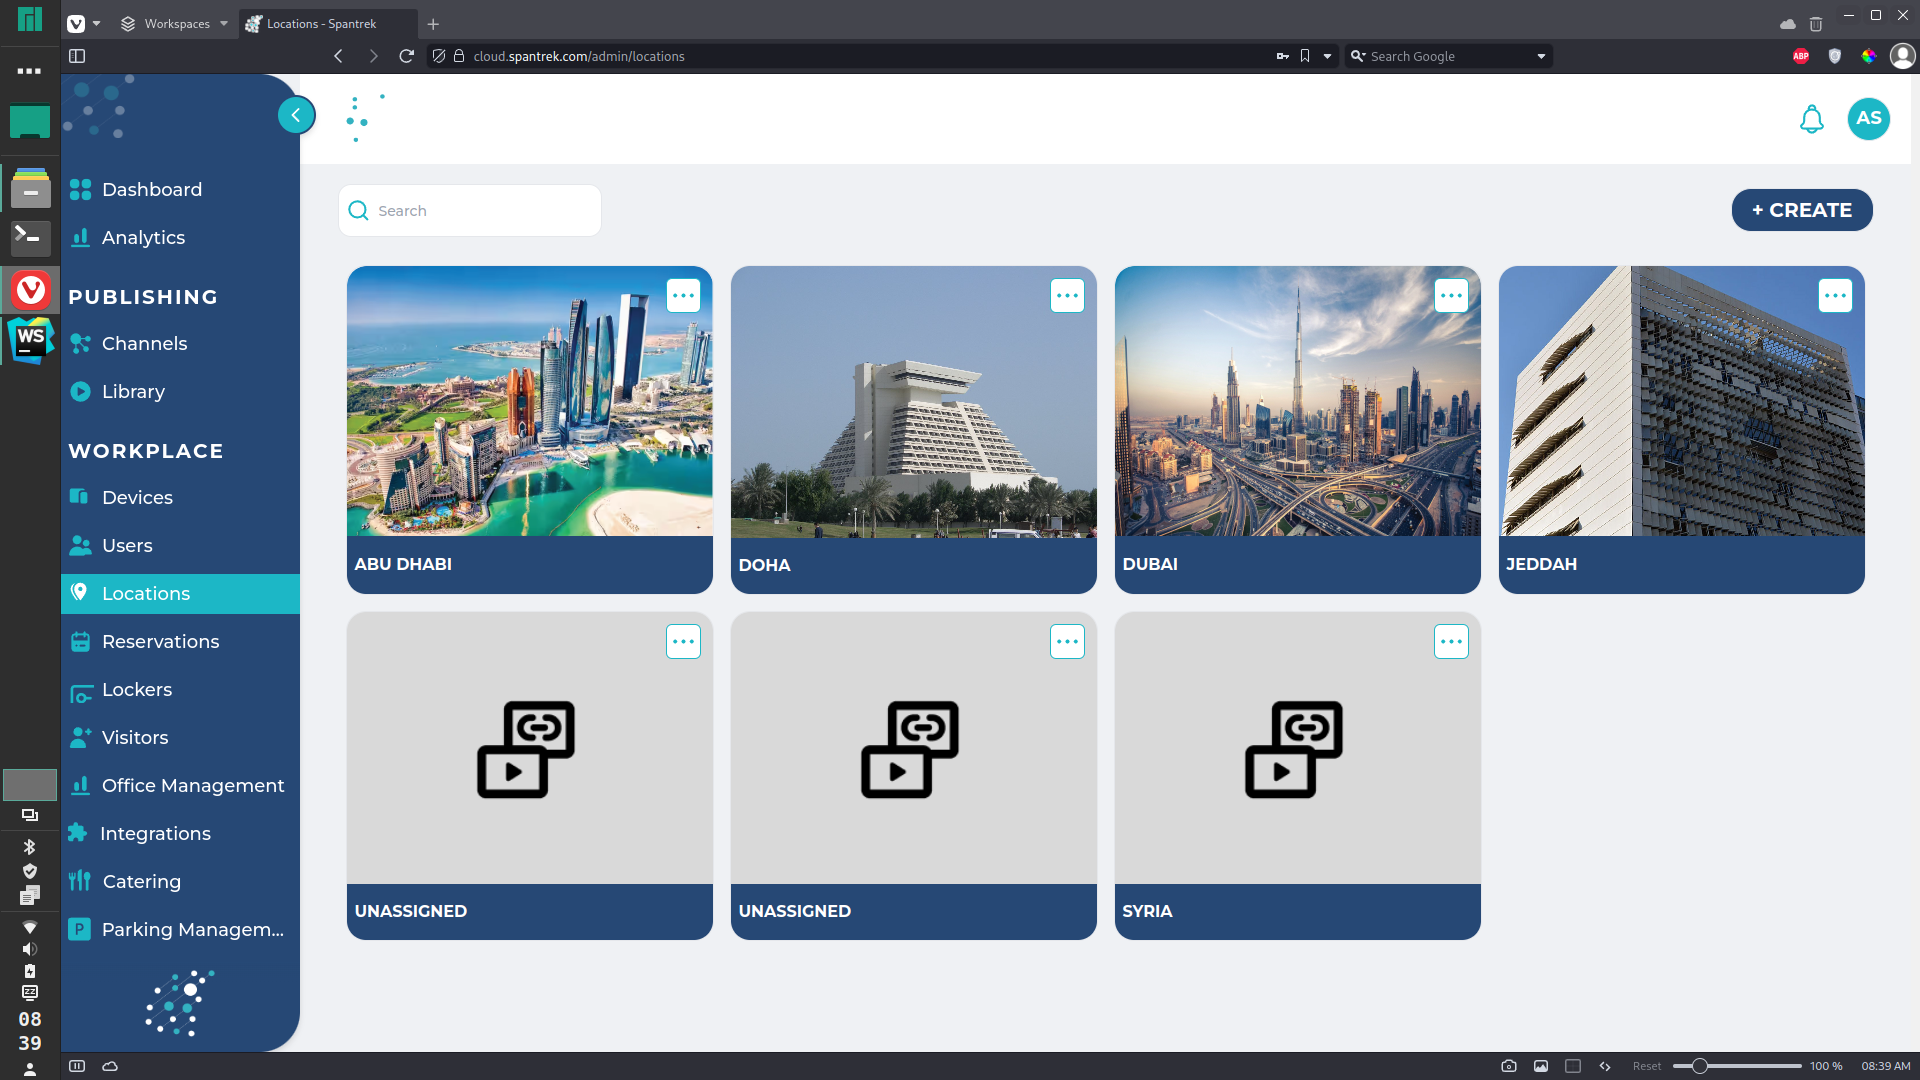 Workspaces
Locations - Spantrek
cloud.spantrek.com/admin/locations
Search Google
ABP
AS
Dashboard
Analytics
PUBLISHING
Channels
Library
WORKPLACE
Devices
Users
Locations
Reservations
Lockers
Visitors
Office Management
Integrations
Catering
P
Parking Managem...
WS
08
39
Search
+ CREATE
ABU DHABI
DOHA
DUBAI
JEDDAH
UNASSIGNED
UNASSIGNED
SYRIA
Reset
100 %
08:39 AM